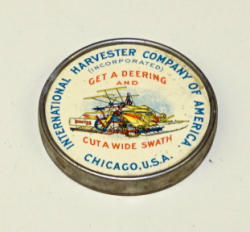 INTERNATIONAL HARVESTER COMPANY OF AMERICA.
(INCORPORATED)
GET A DEERING
AND
CUT A WIDE SWATH
CHICAGO, U.S.A.